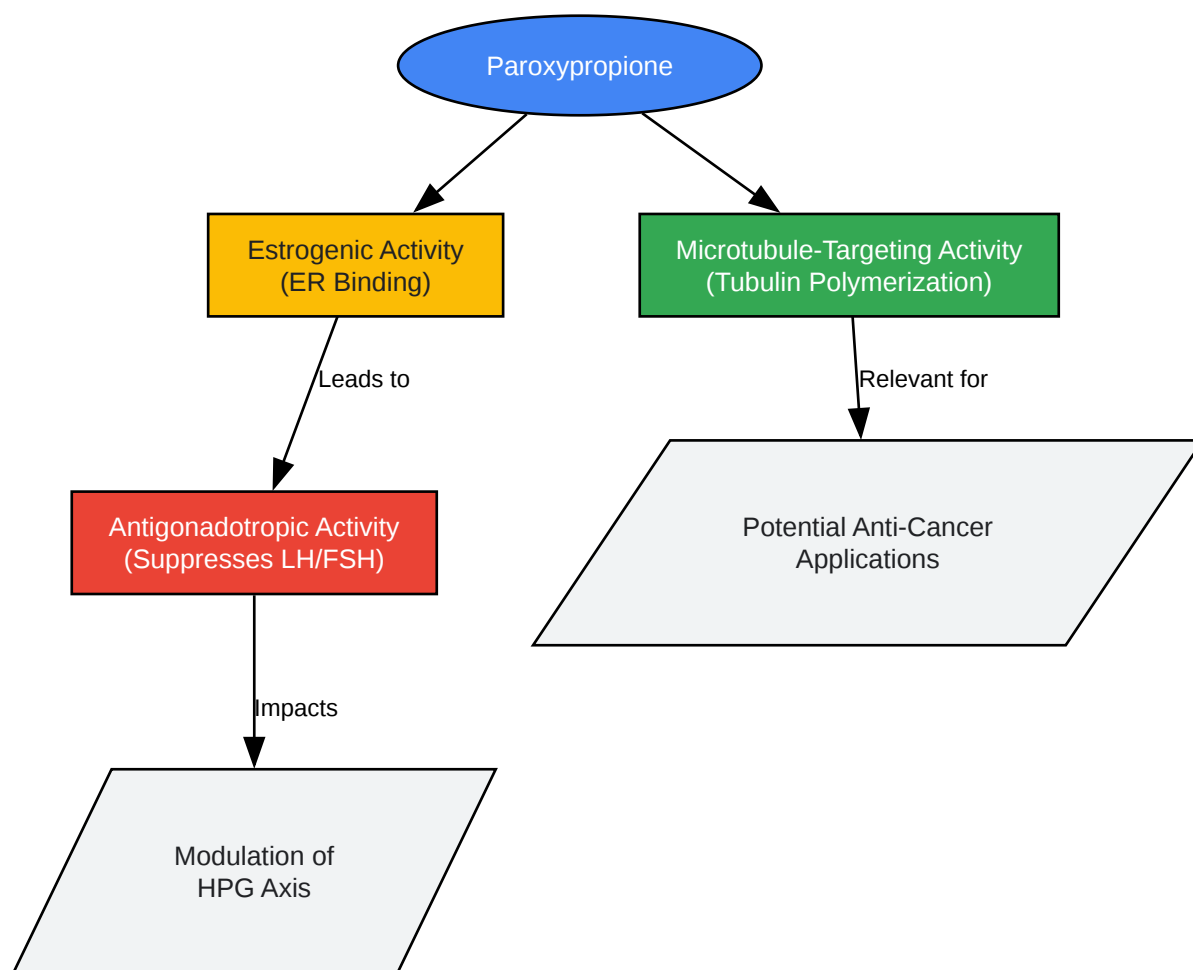 Paroxypropione
Estrogenic Activity
(ER Binding)
Microtubule-Targeting Activity
(Tubulin Polymerization)
Leads to
Relevant for
Antigonadotropic Activity
(Suppresses LH/FSH)
Potential Anti-Cancer
Applications
Impacts
Modulation of
HPG Axis